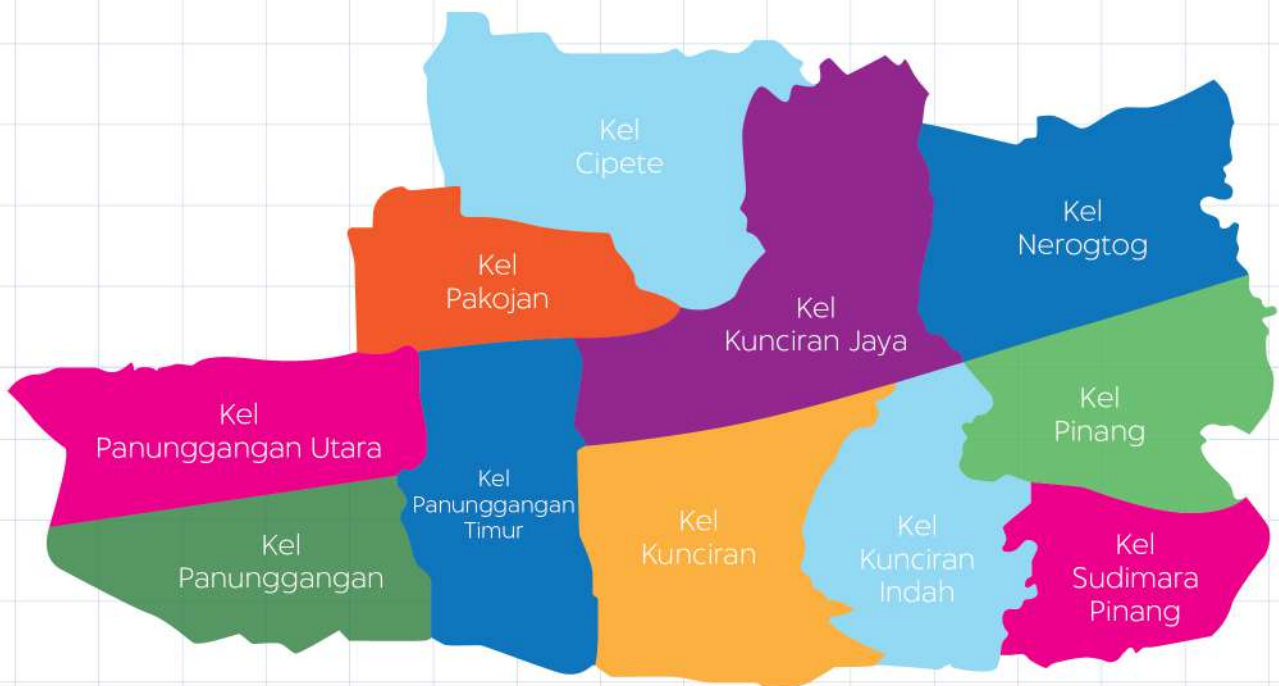 Kel
Cipete
Kel
Nerogtog
Kel
Pakojan
Kel
Kunciran Jaya
Kel
Pinang
Kel
Panunggangan Utara
Kel
Panunggangan
Timur
Kel
Kunciran
Kel
Kunciran
Indah
Kel
Panunggangan
Kel
Sudimara
Pinang